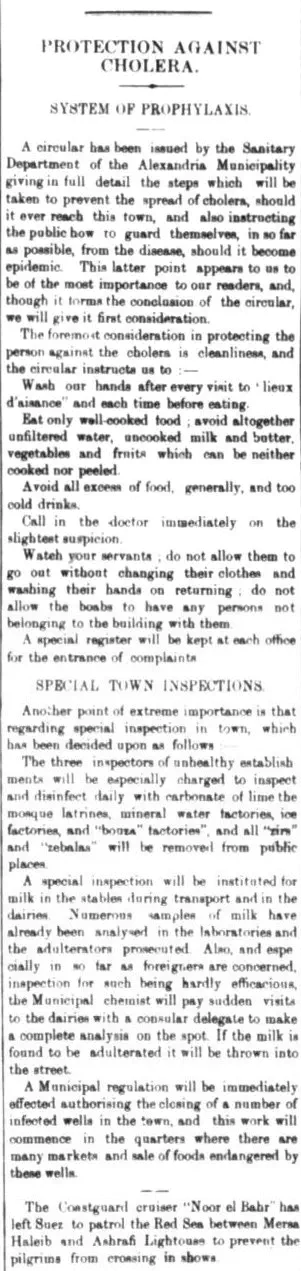 PROTECTION AGAINST
CHOLERA.
SYSTEM OF PROPHYLAXIS.
A circular has been issued by the Sanitary
Department of the Alexandria Municipality
giving in full detail the steps which will be
taken to prevent the spread of cholera, should
it ever reach this town, and also instructing
the public how to guard themselves, in so far
as possible, from the disease, should it become
epidemic. This latter point appears to us to
be of the most importance to our readers, and,
though it forms the conclusion of the circular,
we will give it first consideration.
The foremost consideration in protecting the
person against the cholera is cleanliness, and
the circular instructs us to :—
Wash our hands after every visit to ' lieux
d'aisance" and each time before eating.
Eat only well-cooked food ; avoid altogether
unfiltered water, uncooked milk and butter,
vegetables and fruits which can be neither
cooked nor peeled.
Avoid all excess of food, generally, and too
cold drinks.
Call in the doctor immediately on the
slightest suspicion.
Watch your servants ; do not allow them to
go out without changing their clothes and
washing their hands on returning ; do not
allow the boabs to have any persons not
belonging to the building with them.
A special register will be kept at each office
for the entrance of complaints
SPECIAL TOWN INSPECTIONS.
Another point of extreme importance is that
regarding special inspection in town, which
has been decided upon as follows :—
The three inspectors of unhealthy establish
ments will be especially charged to inspect
and disinfect daily with carbonate of lime the
mosque latrines, mineral water factories, ice
factories, and "bouza" factories", and all "zirs"
and "zebalas" will be removed from public
places.
A special inspection will be instituted for
milk in the stables during transport and in the
dairies. Numerous samples of milk have
already been analysed in the laboratories and
the adulterators prosecuted. Also, and espe
cially in so far as foreigners are concerned,
inspection for such being hardly efficacious,
the Municipal chemist will pay sudden visits
to the dairies with a consular delegate to make
a complete analysis on the spot. If the milk is
found to be adulterated it will be thrown into
the street.
A Municipal regulation will be immediately
effected authorising the closing of a number of
infected wells in the town, and this work will
commence in the quarters where there are
many markets and sale of foods endangered by
these wells.
The Coastguard cruiser "Noor el Bahr" has
left Suez to patrol the Red Sea between Mersa
Haleib and Ashrafi Lighthouse to prevent the
pilgrims from crossing in shows